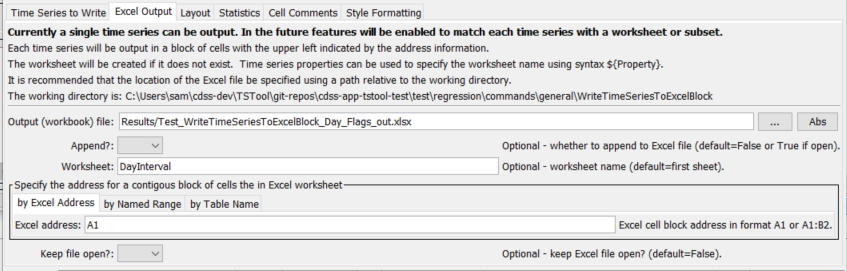 Time Series to Write Excel Output Layout Statistics Cell Comments Style Formatting
Currently a single time series can be output. In the future features will be enabled to match each time series with a worksheet or subset.
Each time series will be output in a block of cells with the upper left indicated by the address information.
The worksheet will be created if it does not exist. Time series properties can be used to specify the worksheet name using syntax ${Property}.
It is recommended that the location of the Excel file be specified using a path relative to the working directory.
The working directory is: C:\Users\sam\cdss-dev\TSTool\git-repos\cdss-app-tstool-test\test\regression\commands\general\WriteTimeSeriesToExcelBlock
Output (workbook) file: Results/Test_WriteTimeSeriesToExcelBlock_Day_Flags_out.xlsx ... Abs
Append?: Optional - whether to append to Excel file (default=False or True if open).
Worksheet: DayInterval Optional - worksheet name (default=first sheet).
Specify the address for a contigous block of cells the in Excel worksheet
by Excel Address by Named Range by Table Name
Excel address: A1 Excel cell block address in format A1 or A1:B2.
Keep file open?: Optional - keep Excel file open? (default=False).